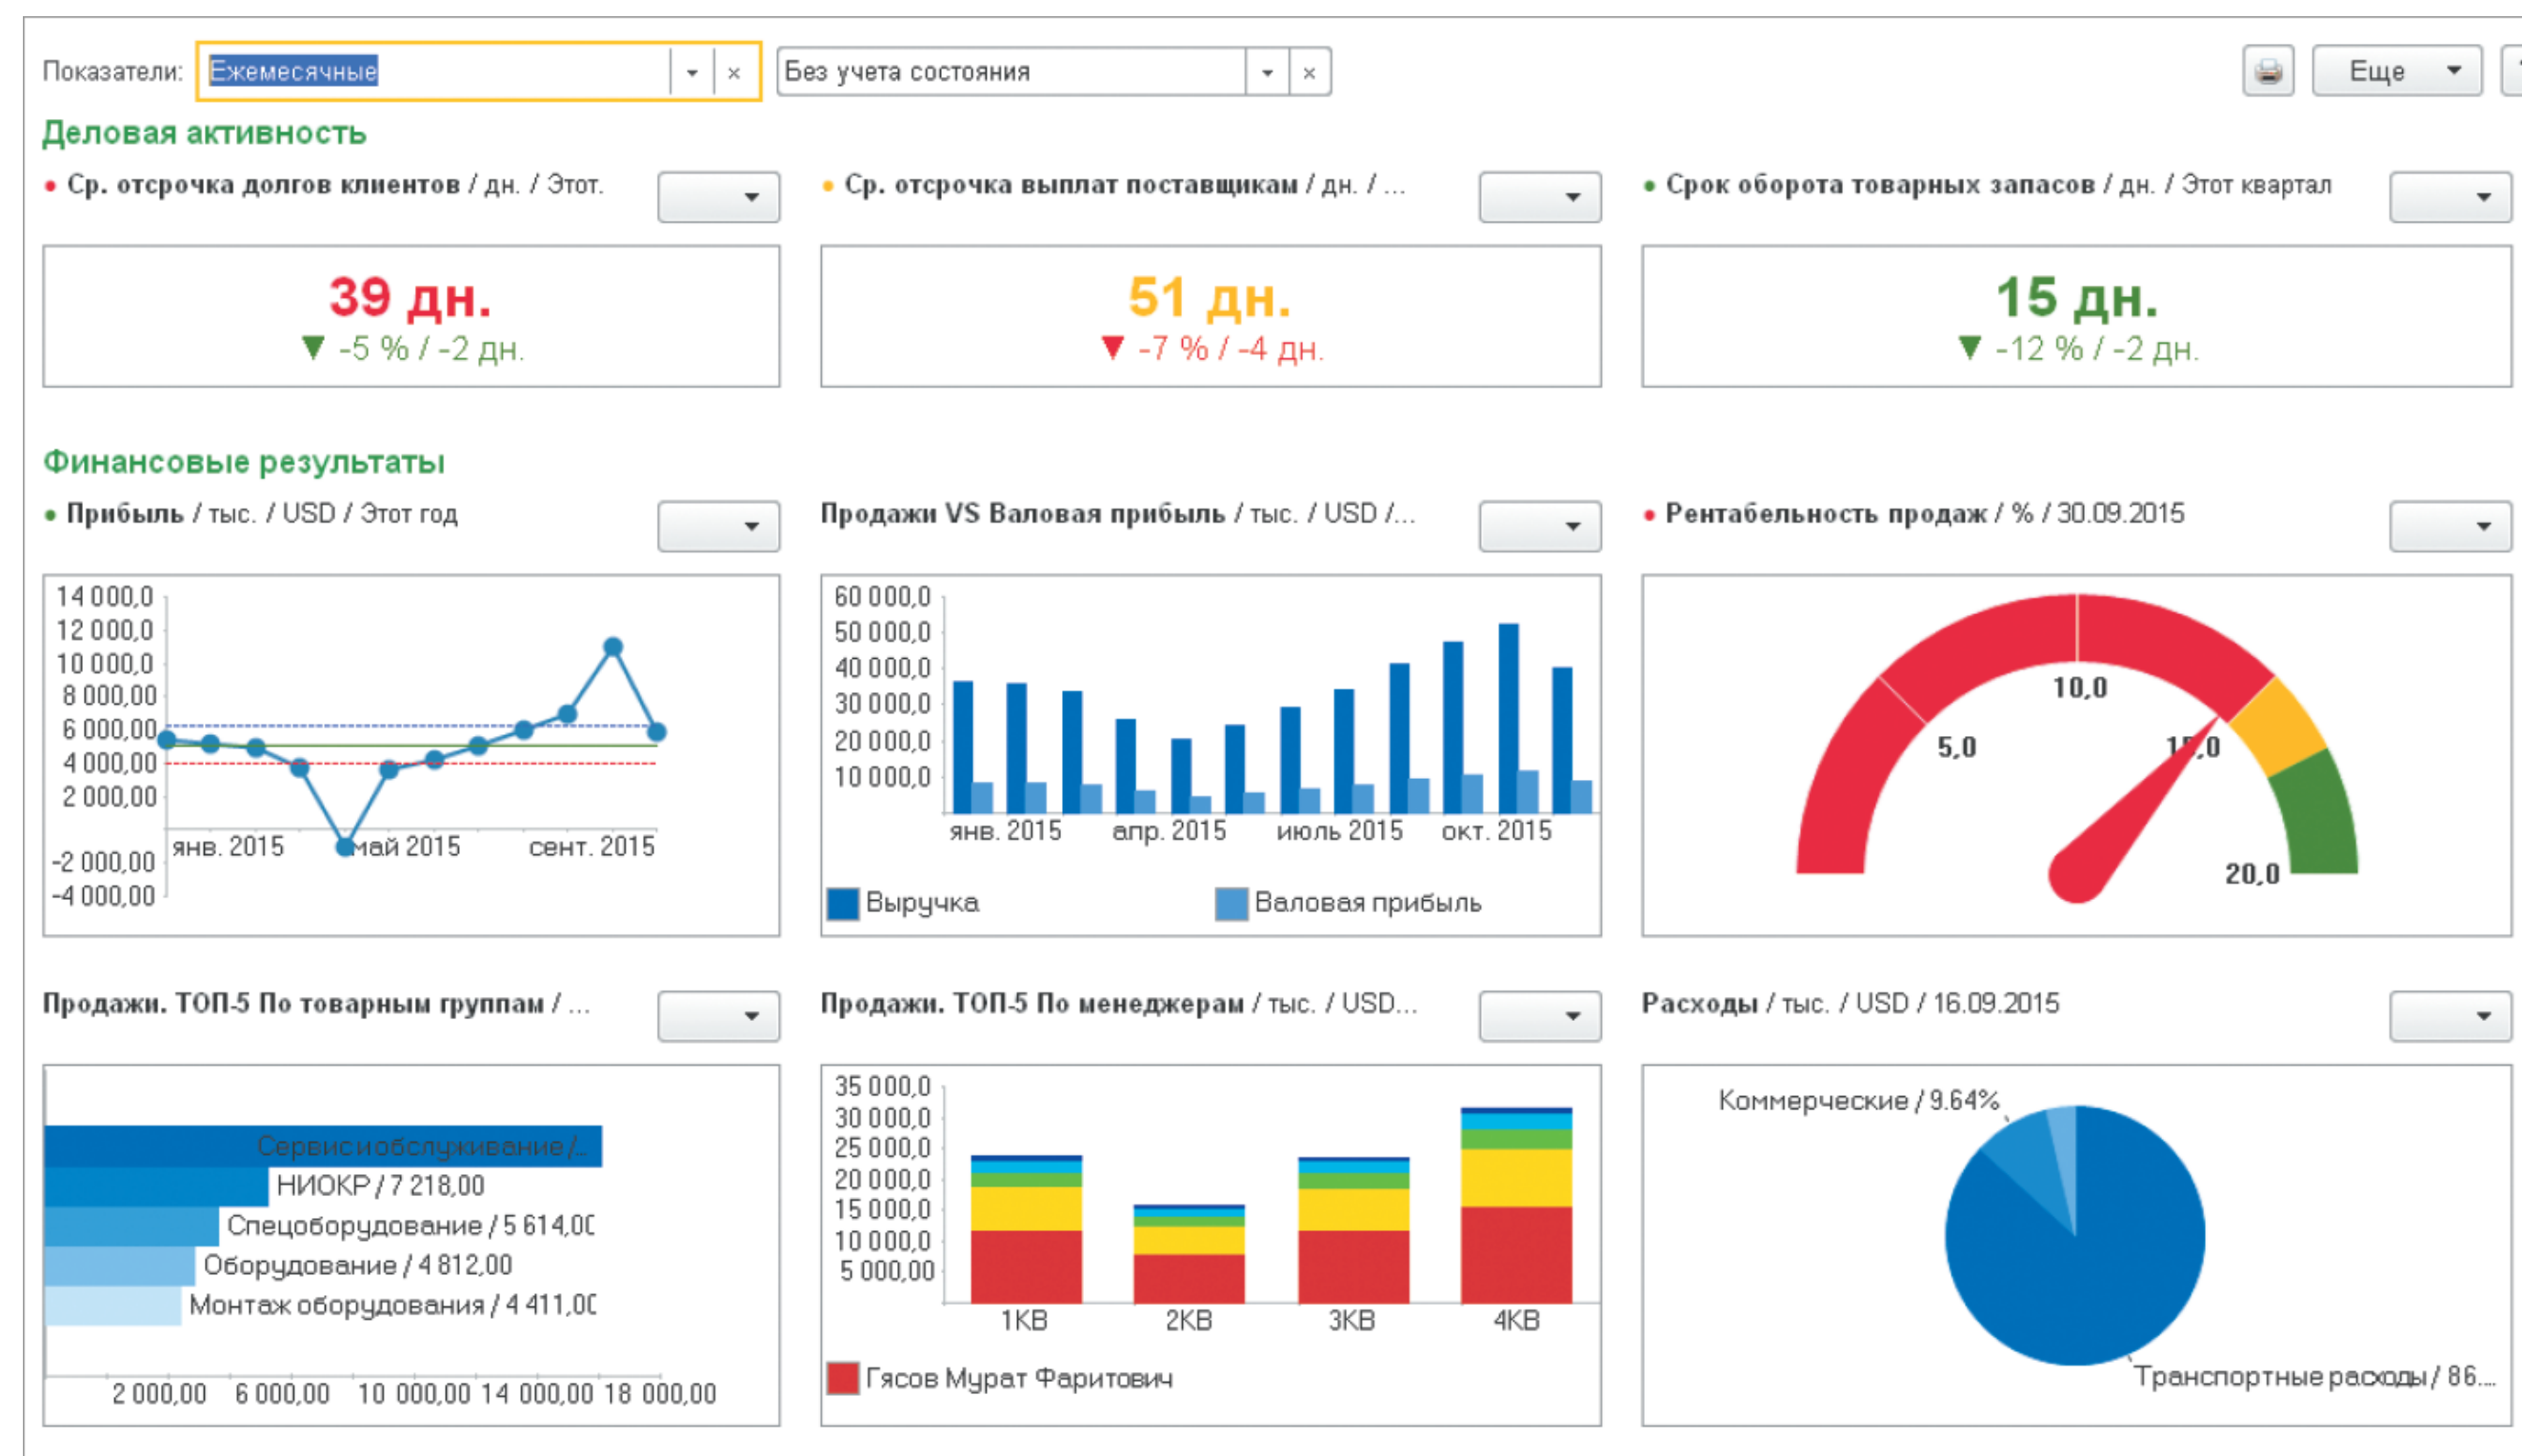 Показатели: Ежемесячные Без учета состояния Еще
Деловая активность
Ср. отсрочка долгов клиентов / дн. / Этот.
Ср. отсрочка выплат поставщикам / дн. / ...
Срок оборота товарных запасов / дн. / Этот квартал
39 дн.
▼ -5 % / -2 дн.
51 дн.
▼ -7 % / -4 дн.
15 дн.
▼ -12 % / -2 дн.
Финансовые результаты
Прибыль / тыс. / USD / Этот год
Продажи VS Валовая прибыль / тыс. / USD /...
Рентабельность продаж / % / 30.09.2015
14 000,0
12 000,0
10 000,0
8 000,00
6 000,00
4 000,00
2 000,00
-2 000,00
-4 000,00
янв. 2015 май 2015 сент. 2015
60 000,0
50 000,0
40 000,0
30 000,0
20 000,0
10 000,0
янв. 2015 апр. 2015 июль 2015 окт. 2015
Выручка Валовая прибыль
5,0
10,0
15,0
20,0
Продажи. ТОП-5 По товарным группам / ...
Продажи. ТОП-5 По менеджерам / тыс. / USD...
Расходы / тыс. / USD / 16.09.2015
Сервис и обслуживание /...
НИОКР / 7 218,00
Спецоборудование / 5 614,00
Оборудование / 4 812,00
Монтаж оборудования / 4 411,00
2 000,00 6 000,00 10 000,00 14 000,00 18 000,00
35 000,0
30 000,0
25 000,0
20 000,0
15 000,0
10 000,0
5 000,00
1КВ 2КВ 3КВ 4КВ
Гясов Мурат Фаритович
Коммерческие / 9.64%
Транспортные расходы / 86....